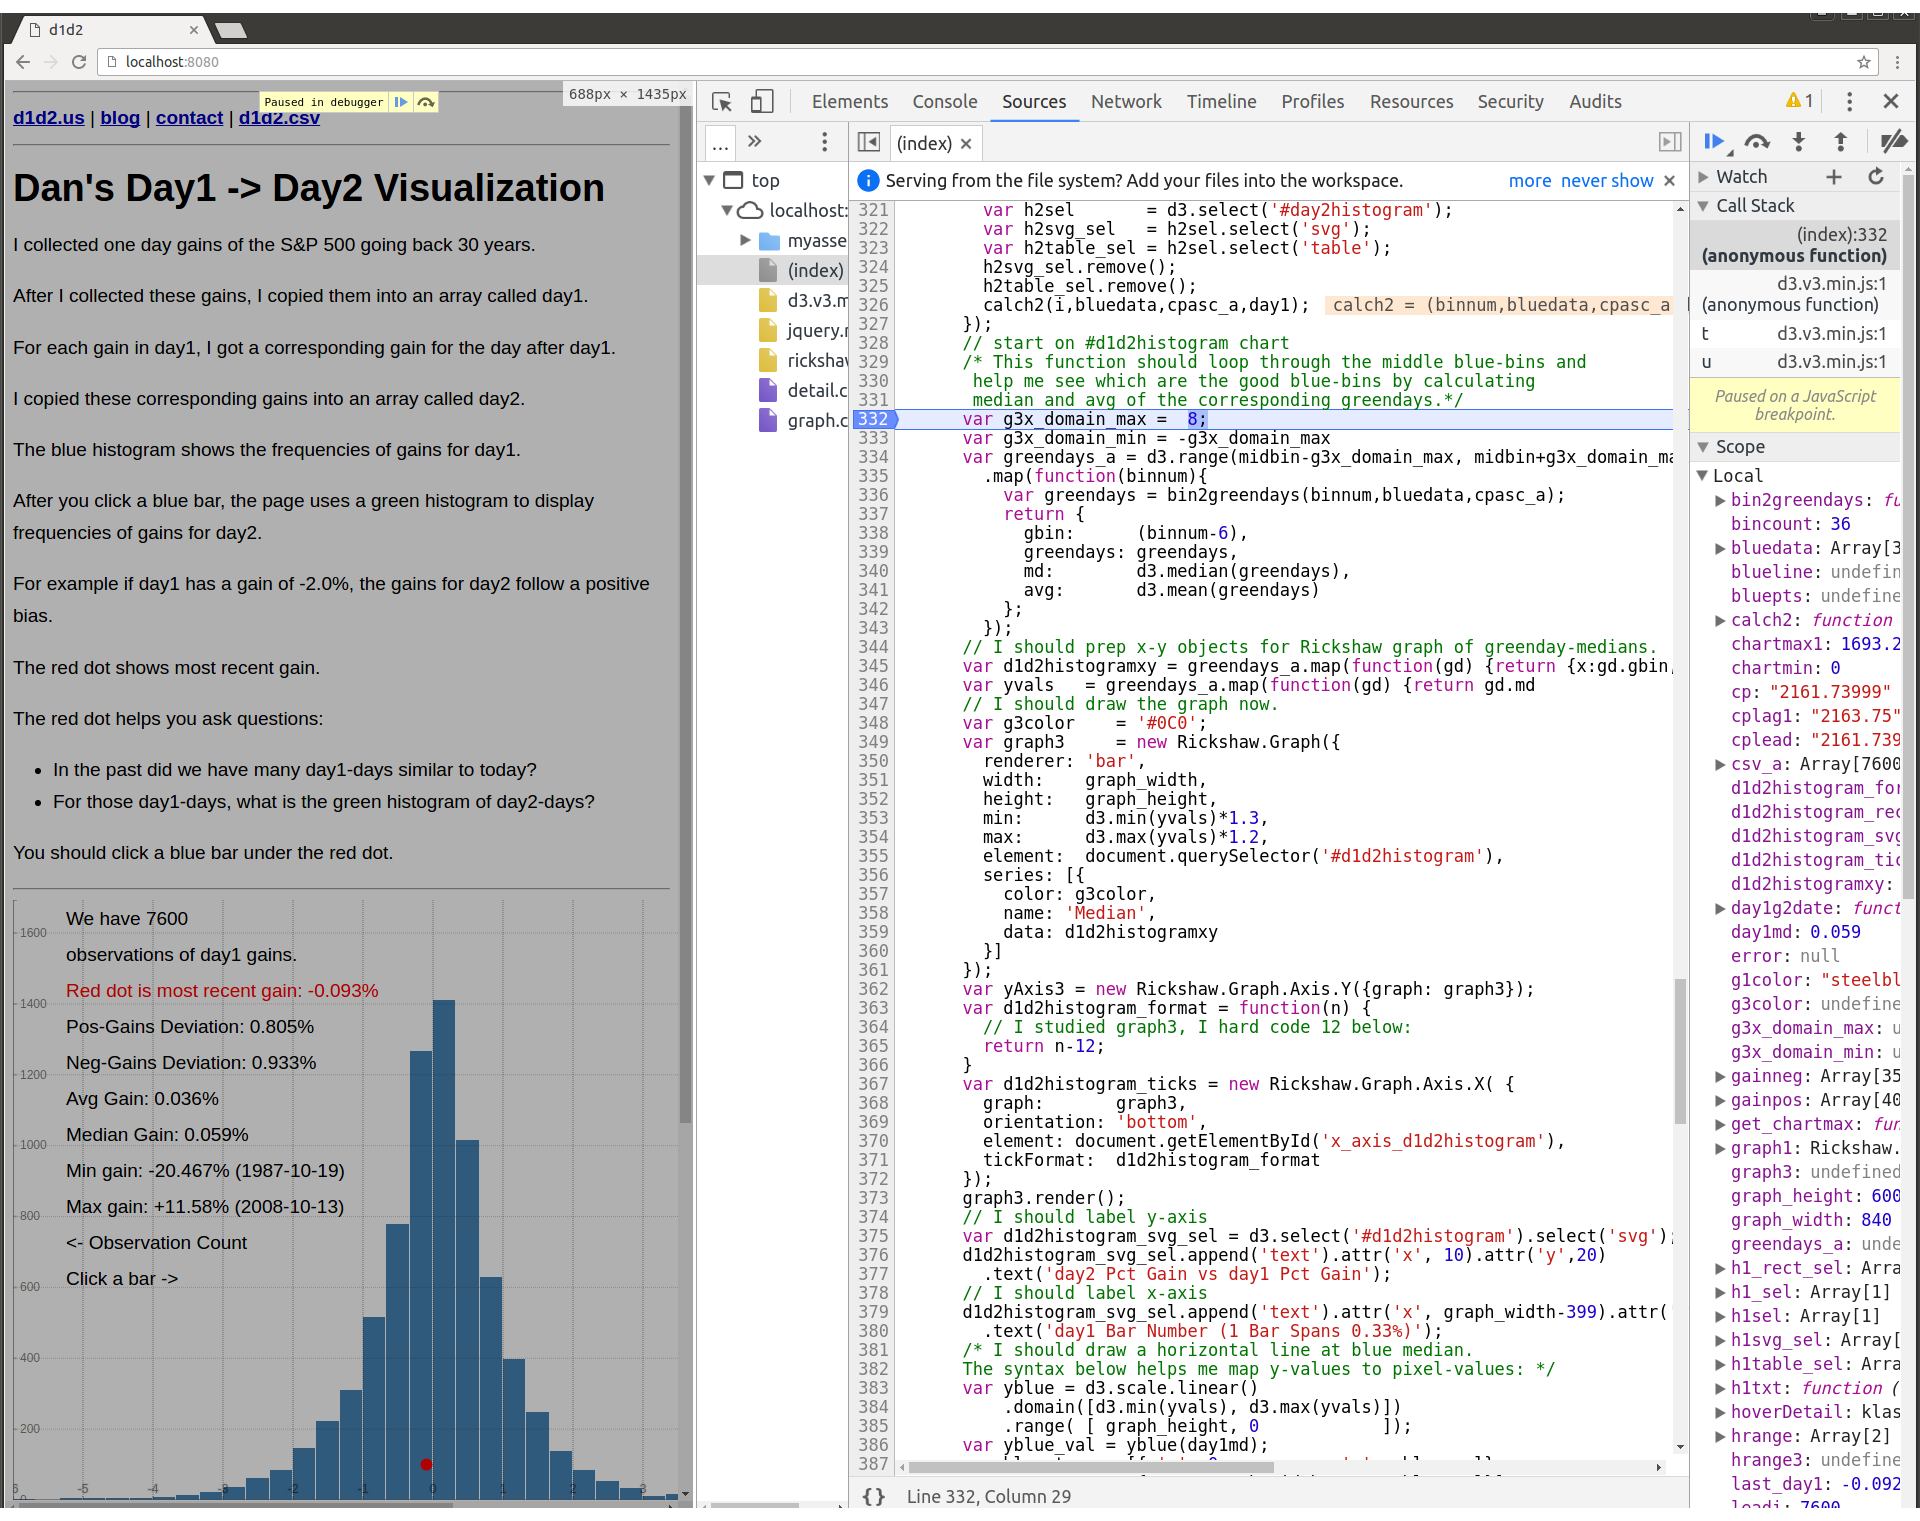 d1d2
localhost:8080
Paused in debugger
688px × 1435px
d1d2.us | blog | contact | d1d2.csv
Dan's Day1 -> Day2 Visualization
I collected one day gains of the S&P 500 going back 30 years.
After I collected these gains, I copied them into an array called day1.
For each gain in day1, I got a corresponding gain for the day after day1.
I copied these corresponding gains into an array called day2.
The blue histogram shows the frequencies of gains for day1.
After you click a blue bar, the page uses a green histogram to display
frequencies of gains for day2.
For example if day1 has a gain of -2.0%, the gains for day2 follow a positive
bias.
The red dot shows most recent gain.
The red dot helps you ask questions:
• In the past did we have many day1-days similar to today?
• For those day1-days, what is the green histogram of day2-days?
You should click a blue bar under the red dot.
We have 7600
observations of day1 gains.
Red dot is most recent gain: -0.093%
Pos-Gains Deviation: 0.805%
Neg-Gains Deviation: 0.933%
Avg Gain: 0.036%
Median Gain: 0.059%
Min gain: -20.467% (1987-10-19)
Max gain: +11.58% (2008-10-13)
<- Observation Count
Click a bar ->
1600
1400
1200
1000
800
600
400
200
0
6 -5 -4 -3 -2 -1 0 1 2 3
Elements Console Sources Network Timeline Profiles Resources Security Audits
1
... »
(index) ×
top
localhost:
myasse
(index)
d3.v3.m
jquery.r
rickshaw
detail.c
graph.c
Serving from the file system? Add your files into the workspace. more never show ×
321 var h2sel = d3.select('#day2histogram');
322 var h2svg_sel = h2sel.select('svg');
323 var h2table_sel = h2sel.select('table');
324 h2svg_sel.remove();
325 h2table_sel.remove();
326 calch2(i,bluedata,cpasc_a,day1); calch2 = (binnum,bluedata,cpasc_a
327 });
328 // start on #d1d2histogram chart
329 /* This function should loop through the middle blue-bins and
330 help me see which are the good blue-bins by calculating
331 median and avg of the corresponding greendays.*/
332 var g3x_domain_max = 8;
333 var g3x_domain_min = -g3x_domain_max
334 var greendays_a = d3.range(midbin-g3x_domain_max, midbin+g3x_domain_ma
335 .map(function(binnum){
336 var greendays = bin2greendays(binnum,bluedata,cpasc_a);
337 return {
338 gbin: (binnum-6),
339 greendays: greendays,
340 md: d3.median(greendays),
341 avg: d3.mean(greendays)
342 };
343 });
344 // I should prep x-y objects for Rickshaw graph of greenday-medians.
345 var d1d2histogramxy = greendays_a.map(function(gd) {return {x:gd.gbin,
346 var yvals = greendays_a.map(function(gd) {return gd.md
347 // I should draw the graph now.
348 var g3color = '#0C0';
349 var graph3 = new Rickshaw.Graph({
350 renderer: 'bar',
351 width: graph_width,
352 height: graph_height,
353 min: d3.min(yvals)*1.3,
354 max: d3.max(yvals)*1.2,
355 element: document.querySelector('#d1d2histogram'),
356 series: [{
357 color: g3color,
358 name: 'Median',
359 data: d1d2histogramxy
360 }]
361 });
362 var yAxis3 = new Rickshaw.Graph.Axis.Y({graph: graph3});
363 var d1d2histogram_format = function(n) {
364 // I studied graph3, I hard code 12 below:
365 return n-12;
366 }
367 var d1d2histogram_ticks = new Rickshaw.Graph.Axis.X( {
368 graph: graph3,
369 orientation: 'bottom',
370 element: document.getElementById('x_axis_d1d2histogram'),
371 tickFormat: d1d2histogram_format
372 });
373 graph3.render();
374 // I should label y-axis
375 var d1d2histogram_svg_sel = d3.select('#d1d2histogram').select('svg');
376 d1d2histogram_svg_sel.append('text').attr('x', 10).attr('y',20)
377 .text('day2 Pct Gain vs day1 Pct Gain');
378 // I should label x-axis
379 d1d2histogram_svg_sel.append('text').attr('x', graph_width-399).attr('
380 .text('day1 Bar Number (1 Bar Spans 0.33%)');
381 /* I should draw a horizontal line at blue median.
382 The syntax below helps me map y-values to pixel-values: */
383 var yblue = d3.scale.linear()
384 .domain([d3.min(yvals), d3.max(yvals)])
385 .range( [ graph_height, 0 ]);
386 var yblue_val = yblue(day1md);
387
{ } Line 332, Column 29
Watch
Call Stack
(index):332
(anonymous function)
d3.v3.min.js:1
(anonymous function)
t d3.v3.min.js:1
u d3.v3.min.js:1
Paused on a JavaScript
breakpoint.
Scope
Local
bin2greendays: fu
bincount: 36
bluedata: Array[3
blueline: undefin
bluepts: undefine
calch2: function
chartmax1: 1693.2
chartmin: 0
cp: "2161.73999"
cplag1: "2163.75"
cplead: "2161.739
csv_a: Array[7600
d1d2histogram_for
d1d2histogram_rec
d1d2histogram_svg
d1d2histogram_tic
d1d2histogramxy:
day1g2date: funct
day1md: 0.059
error: null
g1color: "steelbl
g3color: undefine
g3x_domain_max: u
g3x_domain_min: u
gainneg: Array[35
gainpos: Array[40
get_chartmax: fun
graph1: Rickshaw.
graph3: undefined
graph_height: 600
graph_width: 840
greendays_a: unde
h1_rect_sel: Arra
h1_sel: Array[1]
h1sel: Array[1]
h1svg_sel: Array[
h1table_sel: Arra
h1txt: function (
hoverDetail: klas
hrange: Array[2]
hrange3: undefine
last_day1: -0.092
leadi: 7600